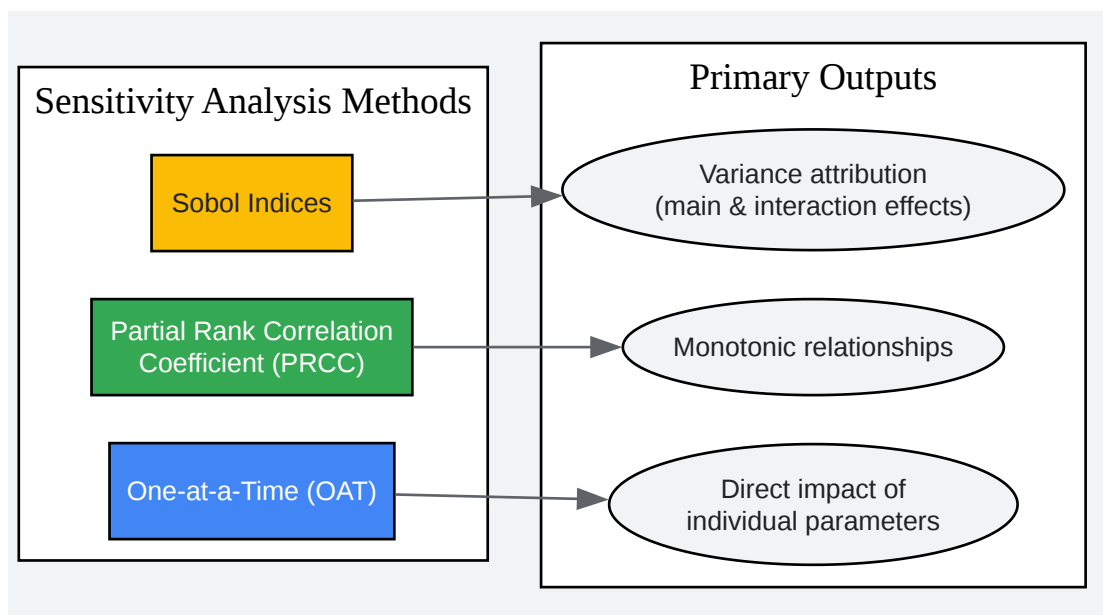 Sensitivity Analysis Methods
Sobol Indices
Partial Rank Correlation
Coefficient (PRCC)
One-at-a-Time (OAT)
Primary Outputs
Variance attribution
(main & interaction effects)
Monotonic relationships
Direct impact of
individual parameters